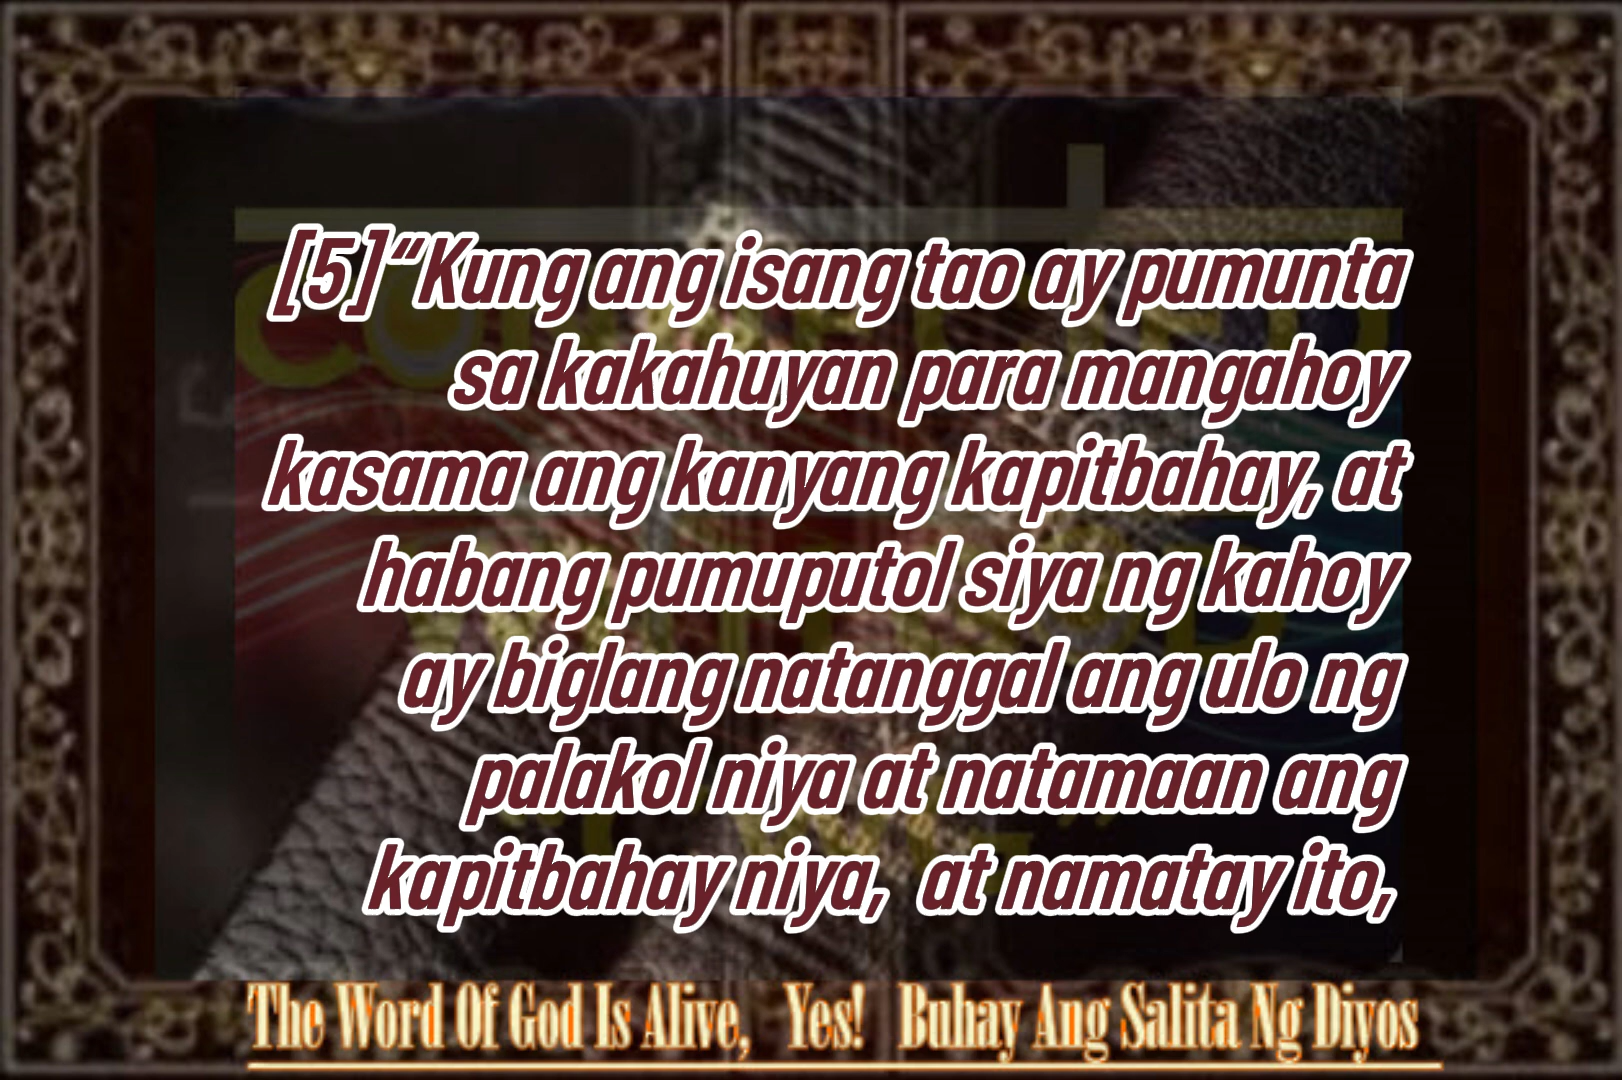 [5]"Kung ang isang tao ay pumunta
sa kakahuyan para mangahoy
kasama ang kanyang kapitbahay, at
habang pumuputol siya ng kahoy
ay biglang natanggal ang ulo ng
palakol niya at natamaan ang
kapitbahay niya, at namatay ito,
The Word Of God Is Alive, Yes! Buhay Ang Salita Ng Diyos